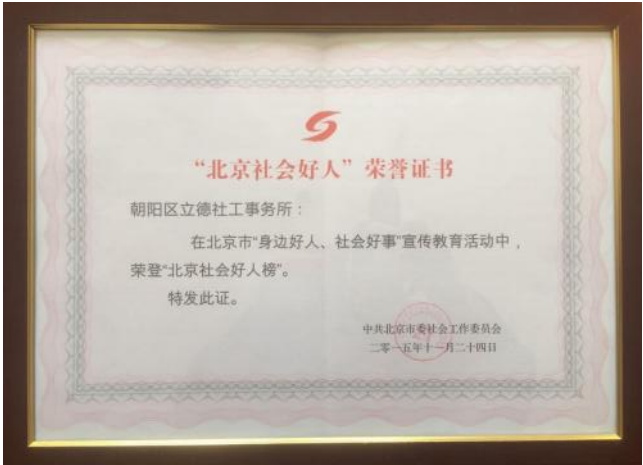 “北京社会好人”荣誉证书
朝阳区立德社工事务所：
在北京市“身边好人、社会好事”宣传教育活动中，
荣登“北京社会好人榜”。
特发此证。
中共北京市委社会工作委员会
二零一五年十一月二十四日